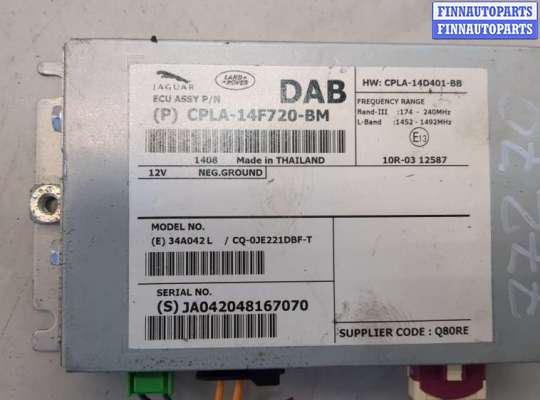 FINNAUTOPARTS
FINNAUTOPARTS
JAGUAR
LAND ROVER
DAB
HW: CPLA-14D401-BB
ECU ASSY P/N
(P) CPLA-14F720-BM
FREQUENCY RANGE
Band-III :174 - 240MHz
L-Band :1452 - 1492MHz
E13
1408 Made in THAILAND
10R-03 12587
12V NEG.GROUND
MODEL NO.
(E) 34A042 L / CQ-0JE221DBF-T
SERIAL NO.
(S) JA042048167070
SUPPLIER CODE : Q80RE